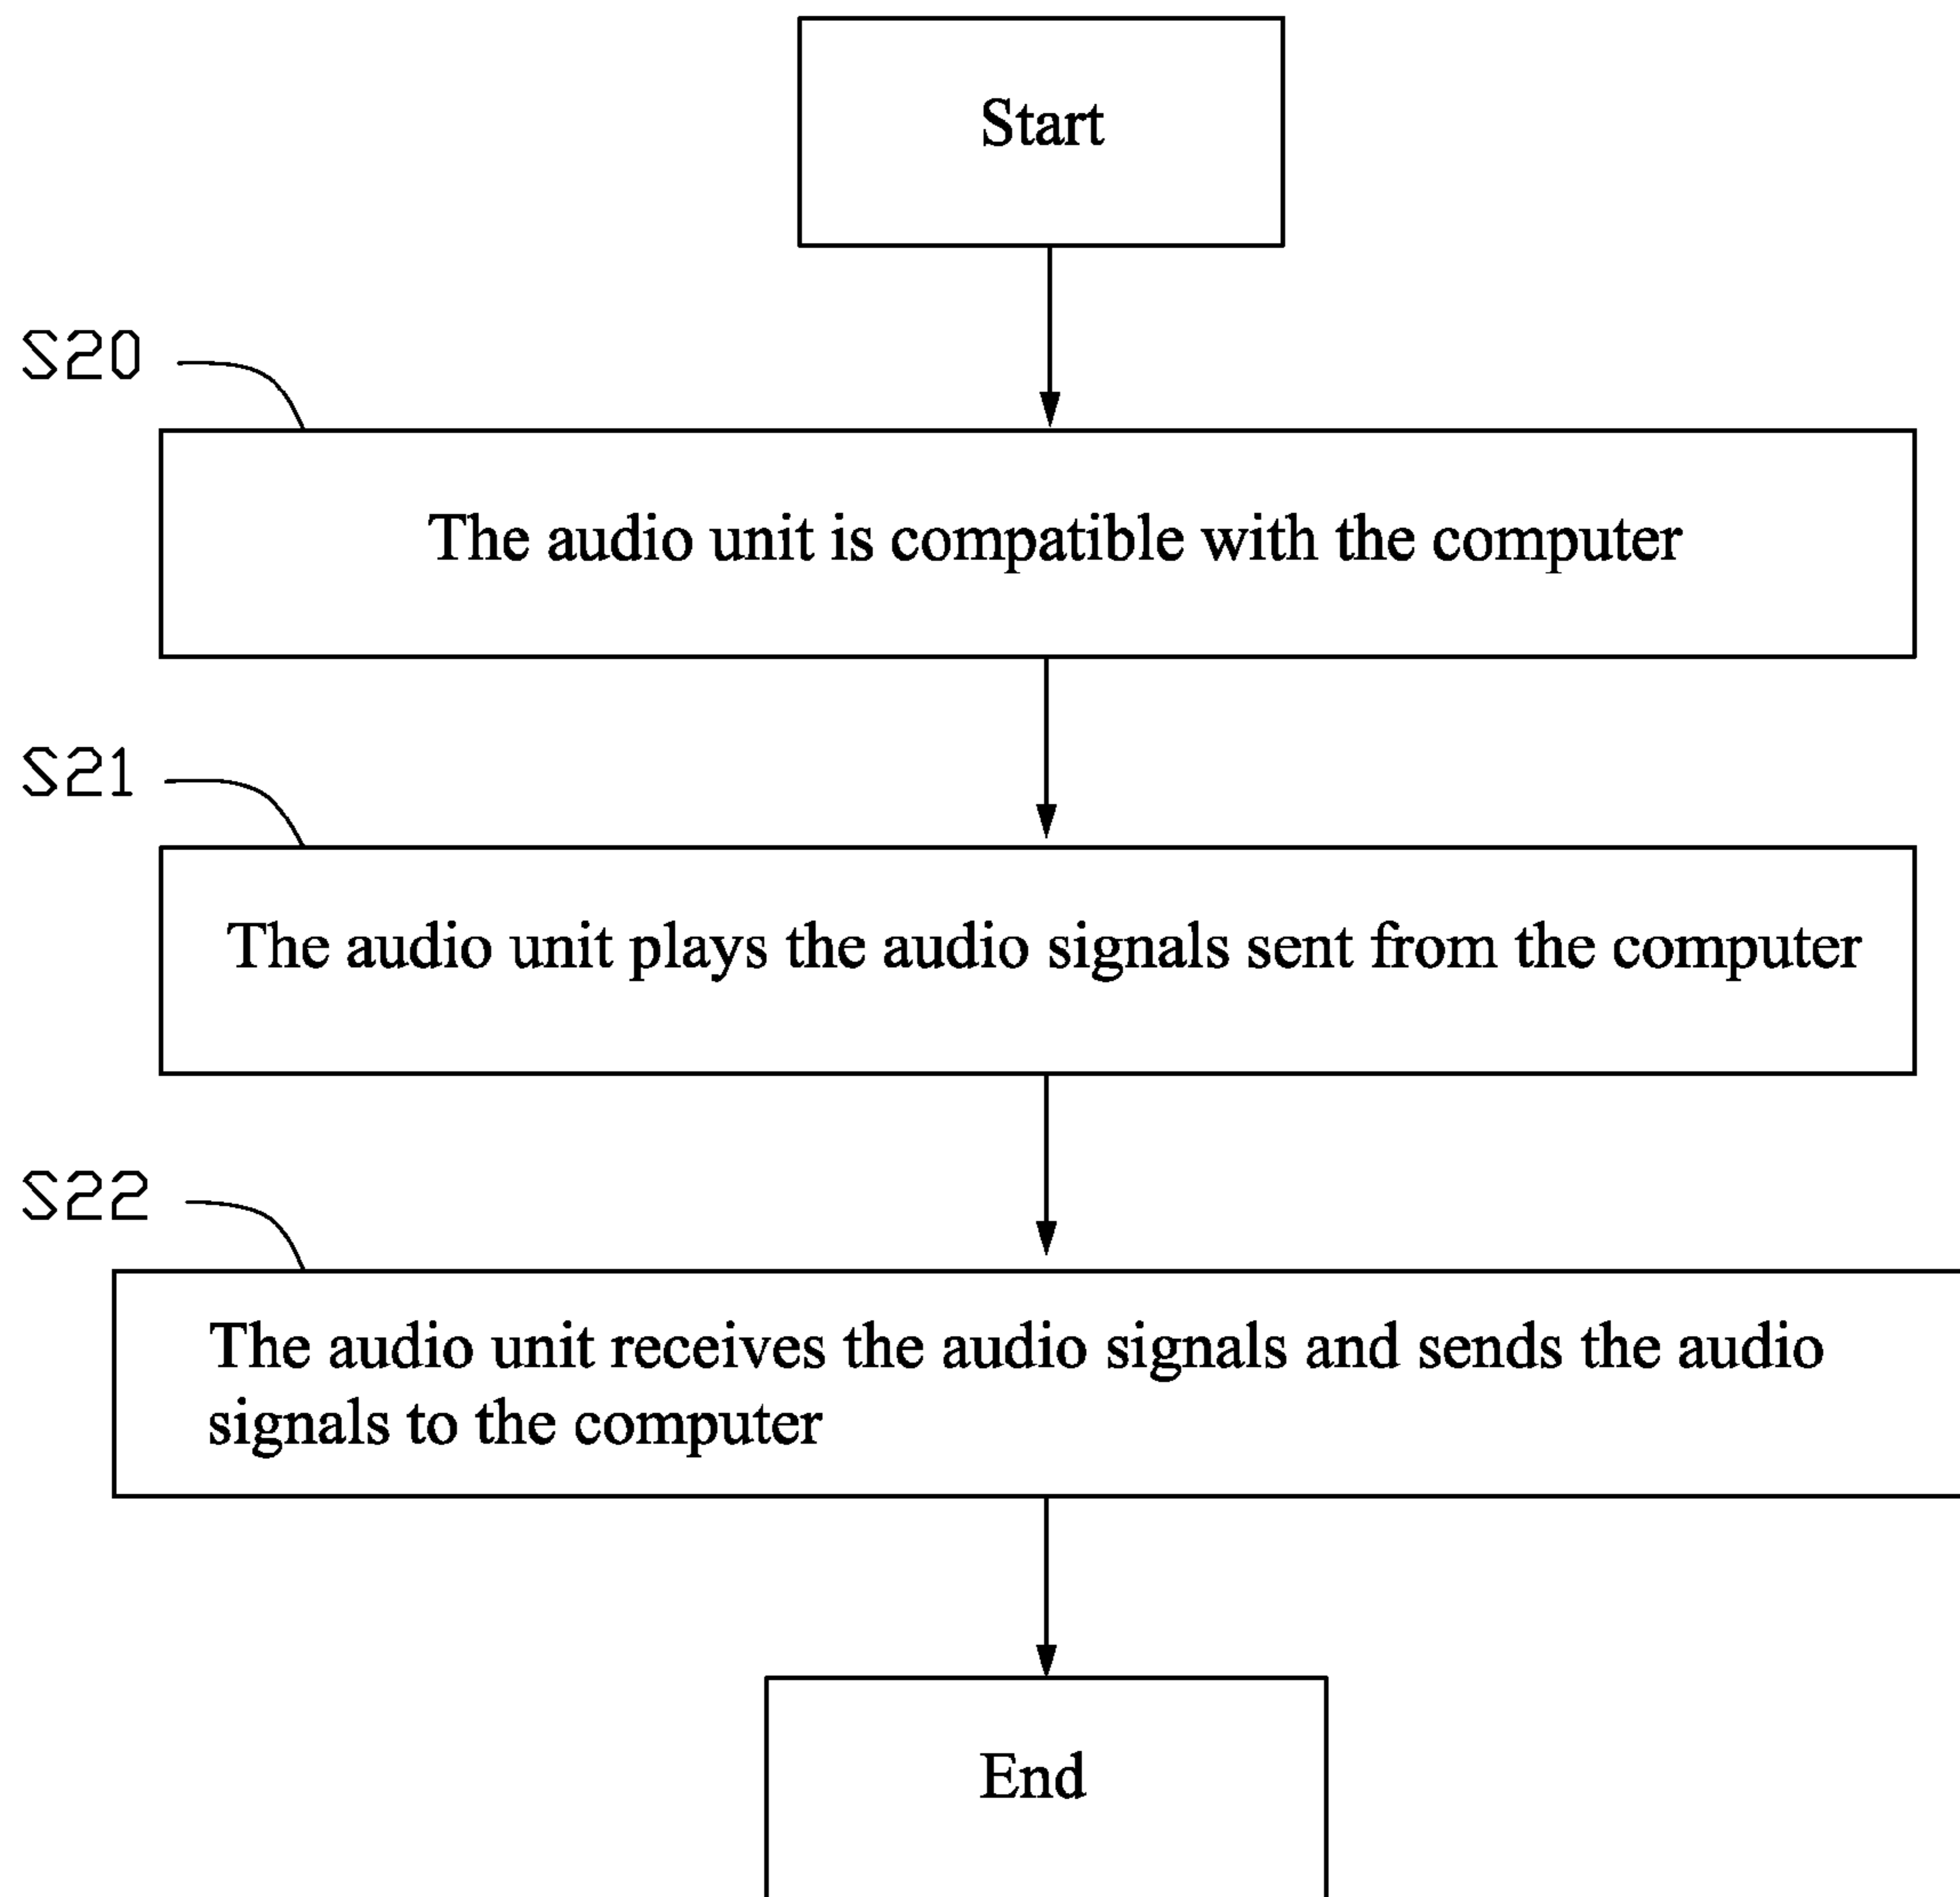 Start
S20
The audio unit is compatible with the computer
S21
The audio unit plays the audio signals sent from the computer
S22
The audio unit receives the audio signals and sends the audio
signals to the computer
End